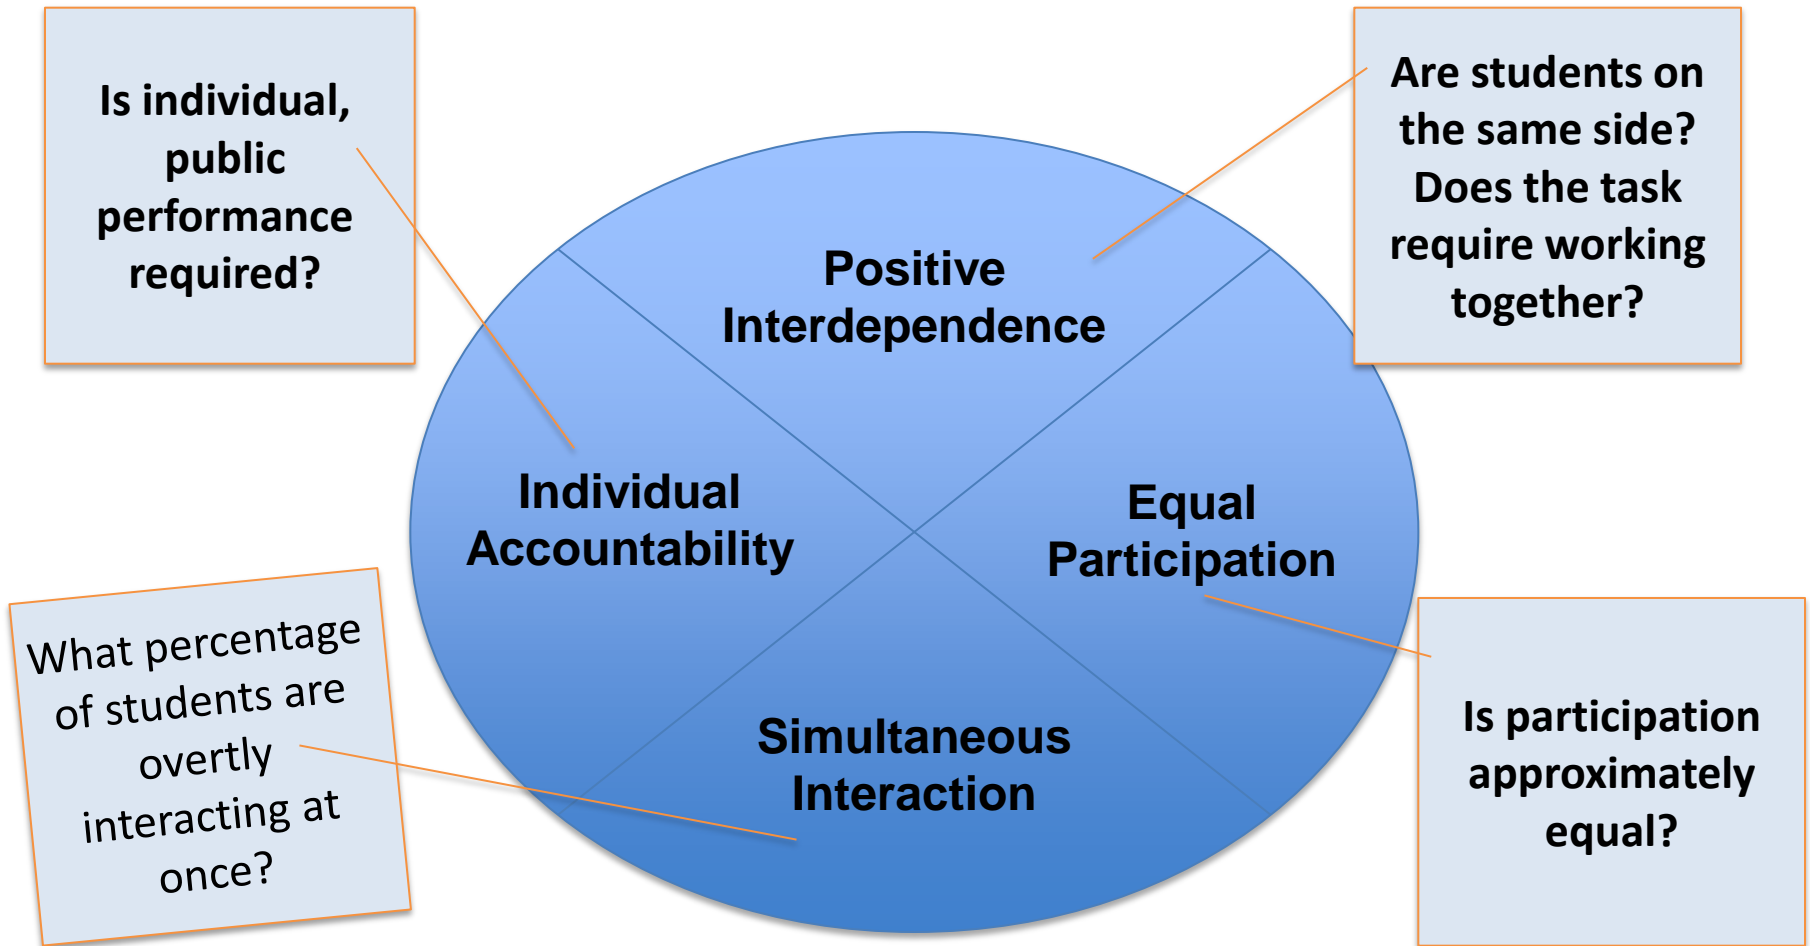 Is individual,
public
performance
required?
Are students on
the same side?
Does the task
require working
together?
Positive
Interdependence
Individual
Accountability
Equal
Participation
What percentage
of students are
overtly
interacting at
once?
Simultaneous
Interaction
Is participation
approximately
equal?